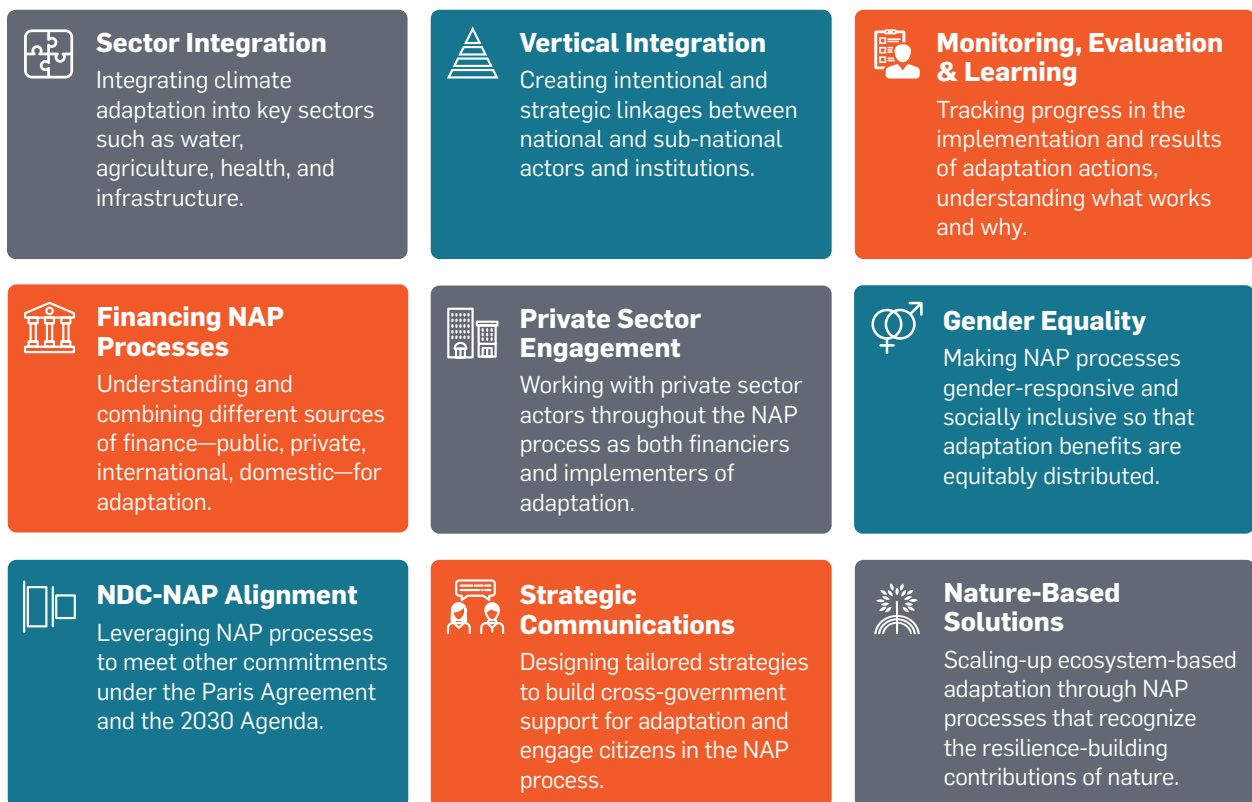 Sector Integration
Integrating climate
adaptation into key sectors
such as water,
agriculture, health, and
infrastructure.
Vertical Integration
Creating intentional and
strategic linkages between
national and sub-national
actors and institutions.
Monitoring, Evaluation
& Learning
Tracking progress in the
implementation and results
of adaptation actions,
understanding what works
and why.
Financing NAP
Processes
Understanding and
combining different sources
of finance—public, private,
international, domestic—for
adaptation.
Private Sector
Engagement
Working with private sector
actors throughout the NAP
process as both financiers
and implementers of
adaptation.
Gender Equality
Making NAP processes
gender-responsive and
socially inclusive so that
adaptation benefits are
equitably distributed.
NDC-NAP Alignment
Leveraging NAP processes
to meet other commitments
under the Paris Agreement
and the 2030 Agenda.
Strategic
Communications
Designing tailored strategies
to build cross-government
support for adaptation and
engage citizens in the NAP
process.
Nature-Based
Solutions
Scaling-up ecosystem-based
adaptation through NAP
processes that recognize
the resilience-building
contributions of nature.